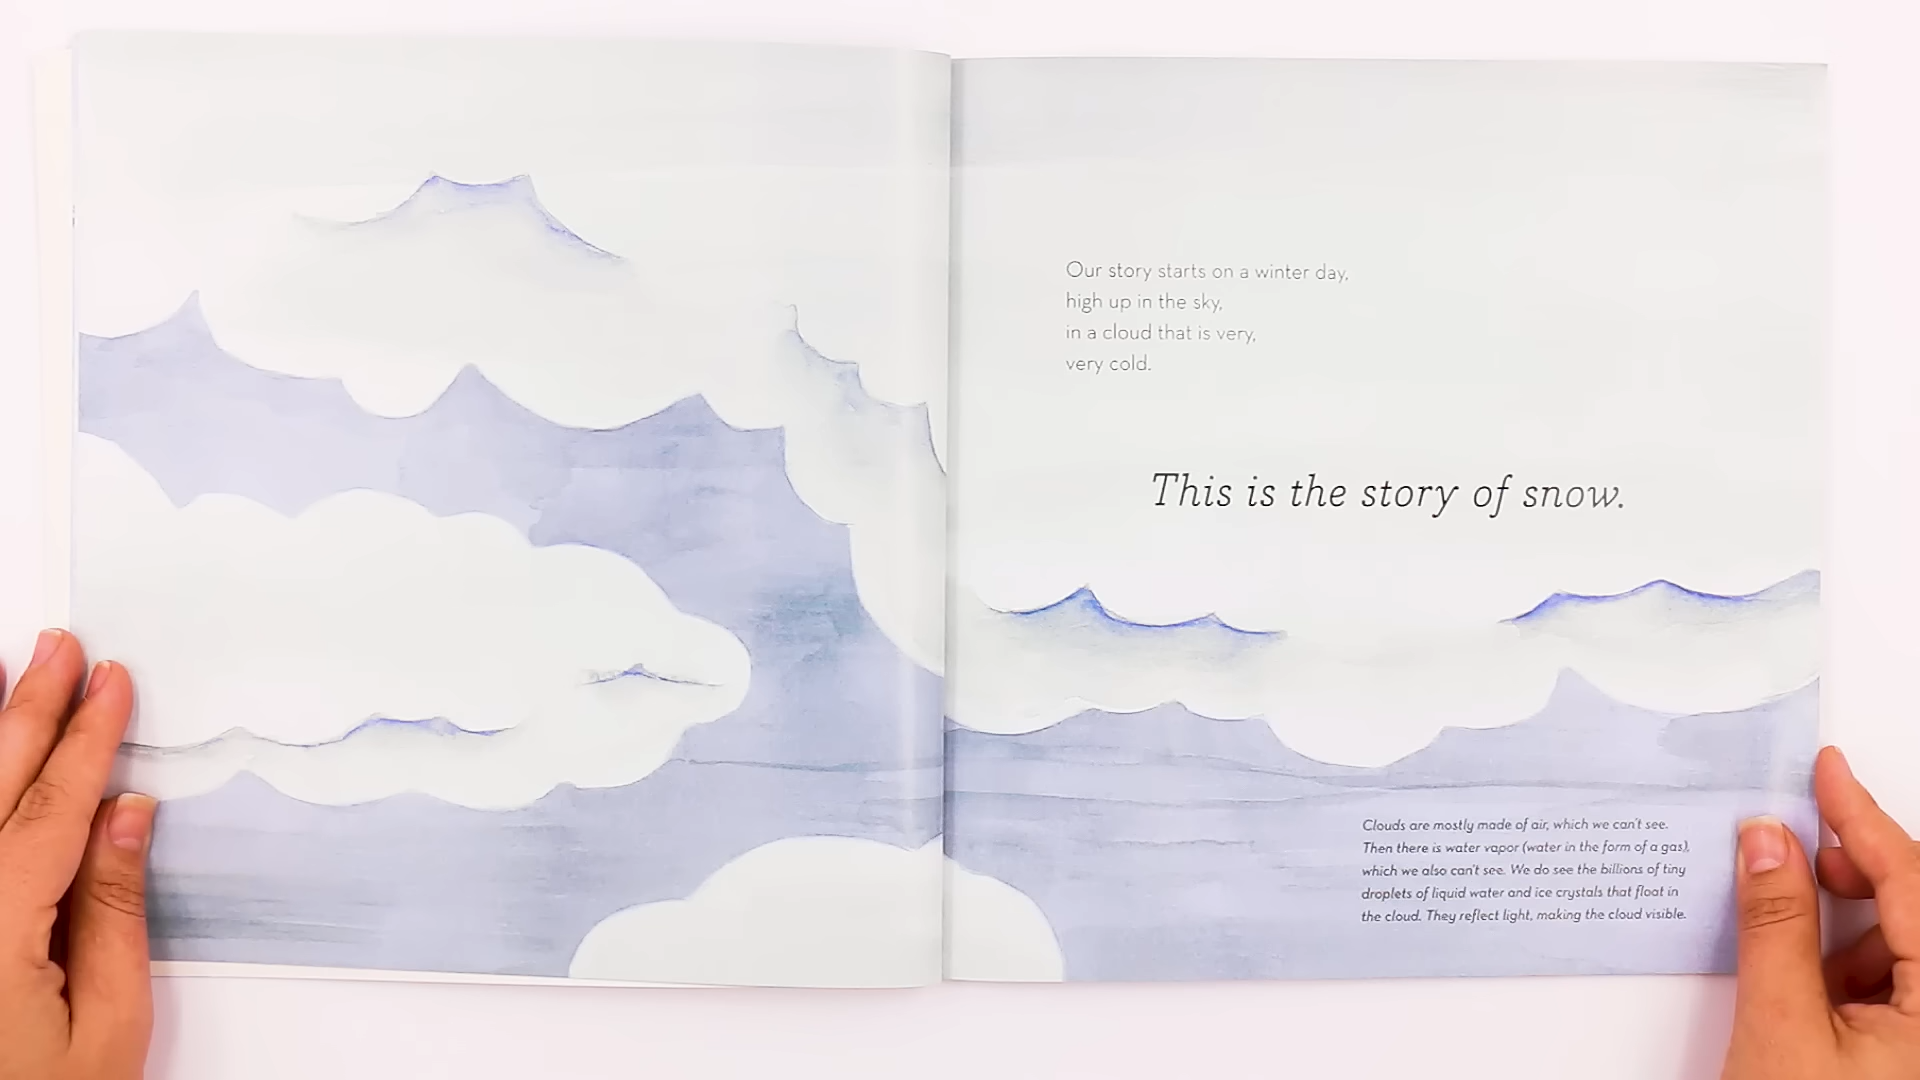 Our story starts on a winter day,
high up in the sky,
in a cloud that is very,
very cold.
This is the story of snow.
Clouds are mostly made of air, which we can't see.
Then there is water vapor (water in the form of a gas),
which we also can't see. We do see the billions of tiny
droplets of liquid water and ice crystals that float in
the cloud. They reflect light, making the cloud visible.